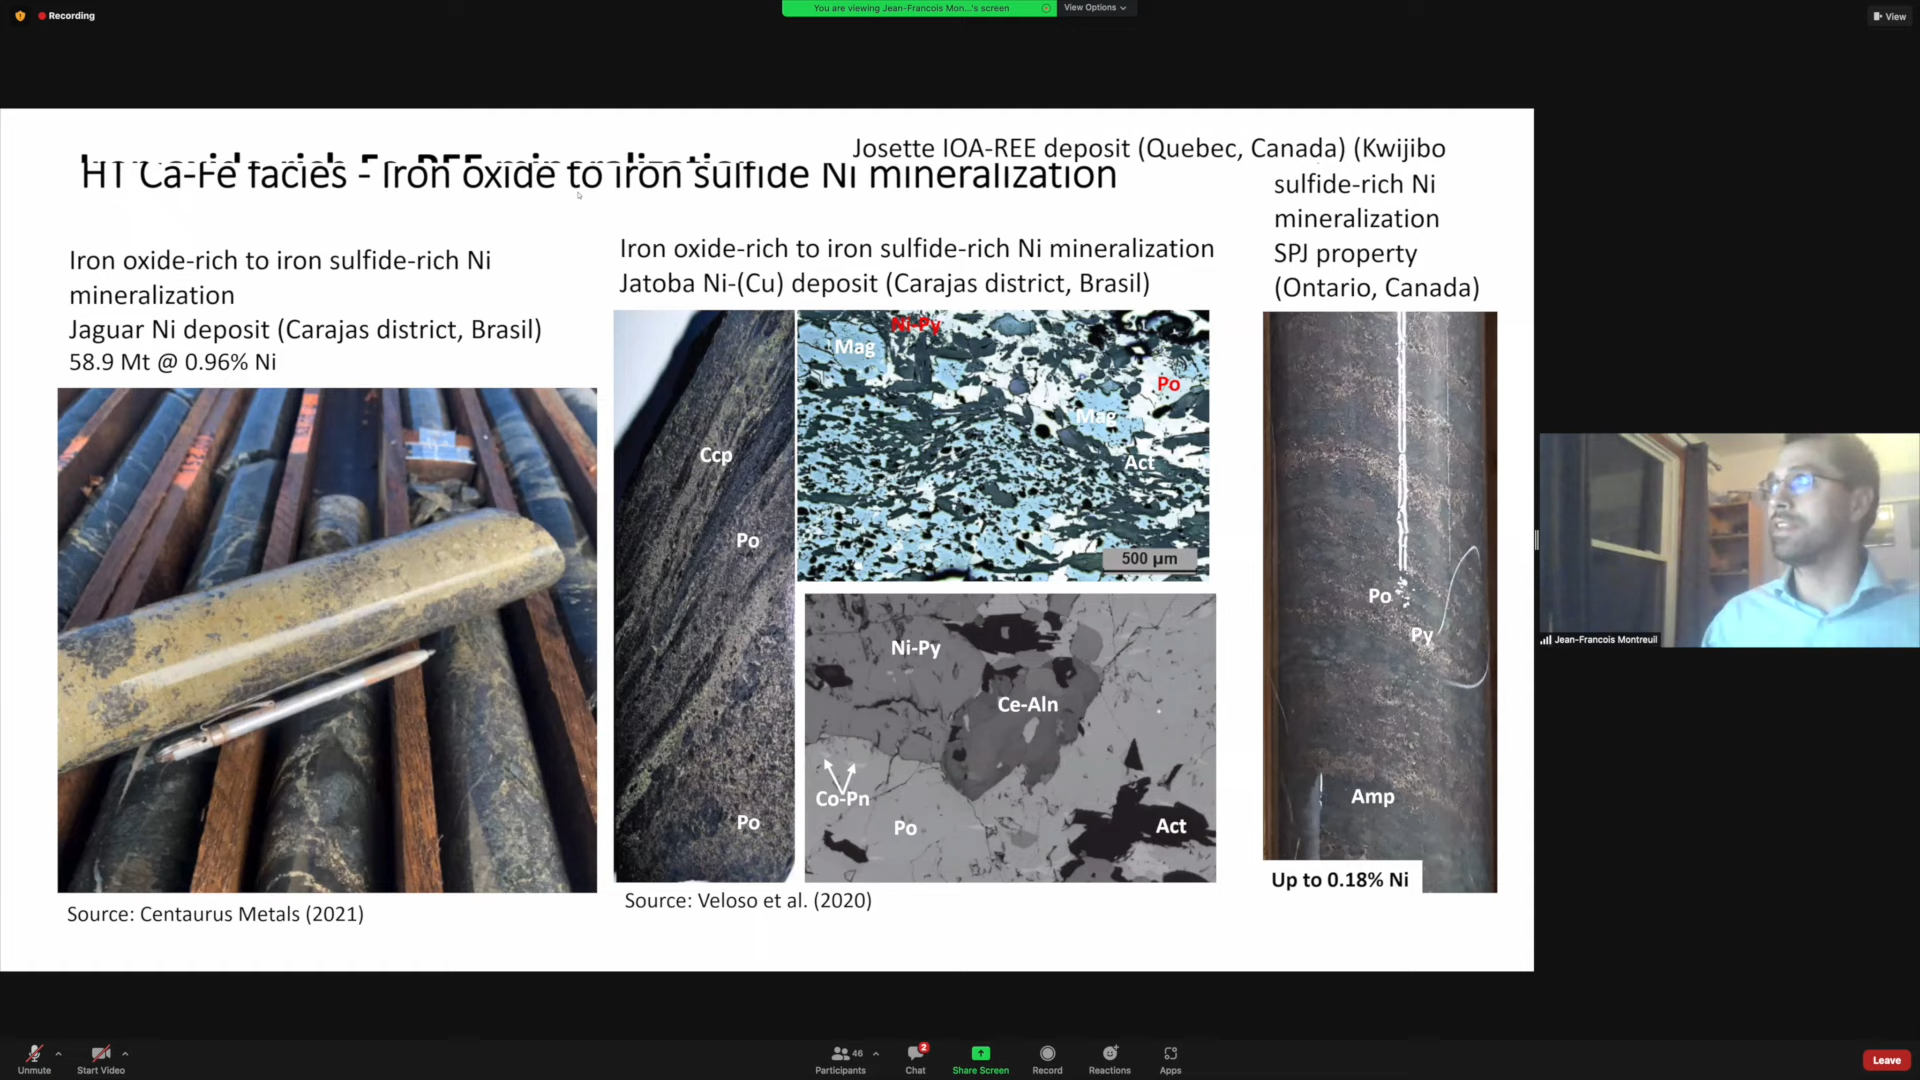 Recording
You are viewing Jean-Francois Mon...'s screen
View Options
View
Josette IOA-REE deposit (Quebec, Canada) (Kwijibo
HT Ca-Fe facies - Iron oxide to iron sulfide Ni mineralization
sulfide-rich Ni
mineralization
SPJ property
(Ontario, Canada)
Iron oxide-rich to iron sulfide-rich Ni
mineralization
Jaguar Ni deposit (Carajas district, Brasil)
58.9 Mt @ 0.96% Ni
Iron oxide-rich to iron sulfide-rich Ni mineralization
Jatoba Ni-(Cu) deposit (Carajas district, Brasil)
Ccp
Po
Po
Ni-Py
Mag
Po
Mag
Act
500 µm
Ni-Py
Ce-Aln
Co-Pn
Po
Act
Po
Py
Amp
Up to 0.18% Ni
Source: Centaurus Metals (2021)
Source: Veloso et al. (2020)
Jean-Francois Montreuil
Unmute
Start Video
46
Participants
2
Chat
Share Screen
Record
Reactions
Apps
Leave